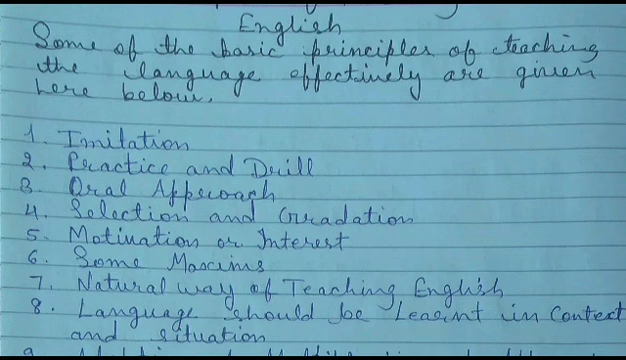 English
Some of the basic principles of teaching
the language effectively are given
here below.
1. Imitation
2. Practice and Drill
3. Oral Approach
4. Selection and Gradation
5. Motivation or Interest
6. Some Maxims
7. Natural way of Teaching English
8. Language should be Learnt in Context
and situation
9.